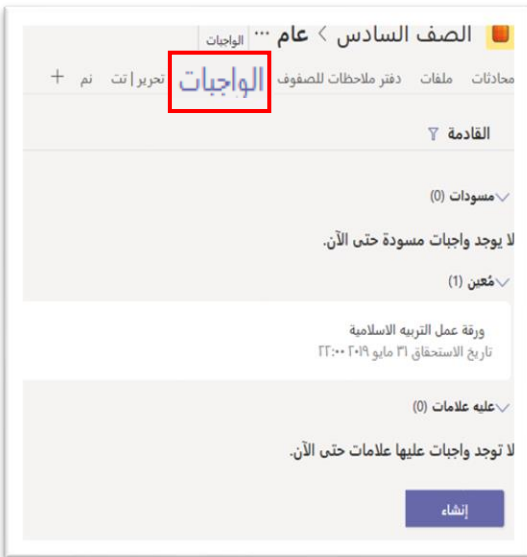 الصف السادس > عام ...
الواجبات
محادثات ملفات دفتر ملاحظات للصفوف الواجبات تحرير | تت نم +
القادمة
مسودات (0)
لا يوجد واجبات مسودة حتى الآن.
مُعين (1)
ورقة عمل التربيه الاسلامية
تاريخ الاستحقاق ٣١ مايو ٢٠١٩ ٢٢:٠٠
عليه علامات (0)
لا توجد واجبات عليها علامات حتى الآن.
إنشاء